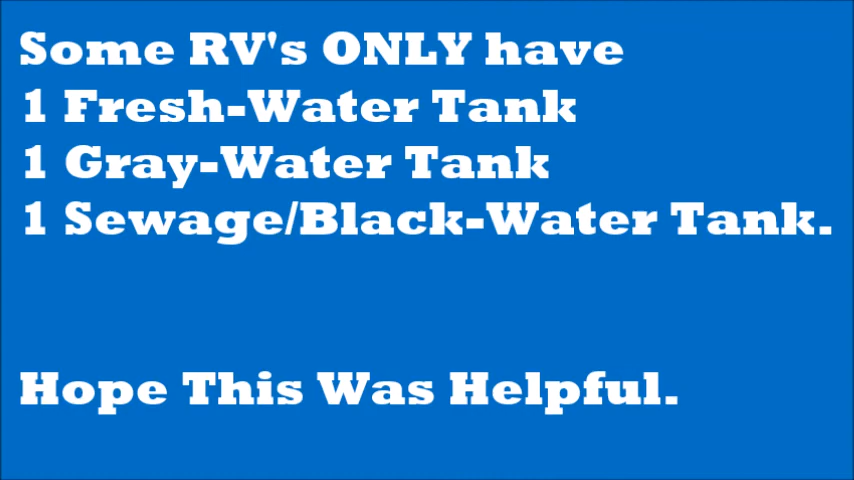 Some RV's ONLY have
1 Fresh-Water Tank
1 Gray-Water Tank
1 Sewage/Black-Water Tank.
Hope This Was Helpful.